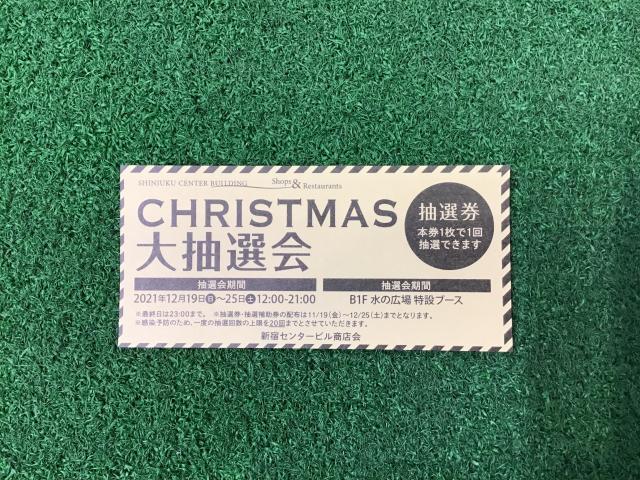 SHINJUKU CENTER BUILDING Shops & Restaurants
CHRISTMAS
大抽選会
抽選券
本券1枚で1回
抽選できます
抽選会期間
2021年12月19日㊐〜25日㊏12:00-21:00
抽選会期間
B1F 水の広場 特設ブース
※最終日は23:00まで。 ※抽選券・抽選補助券の配布は11/19(金)〜12/25(土)までとなります。
※感染予防のため、一度の抽選回数の上限を20回までとさせていただきます。
新宿センタービル商店会